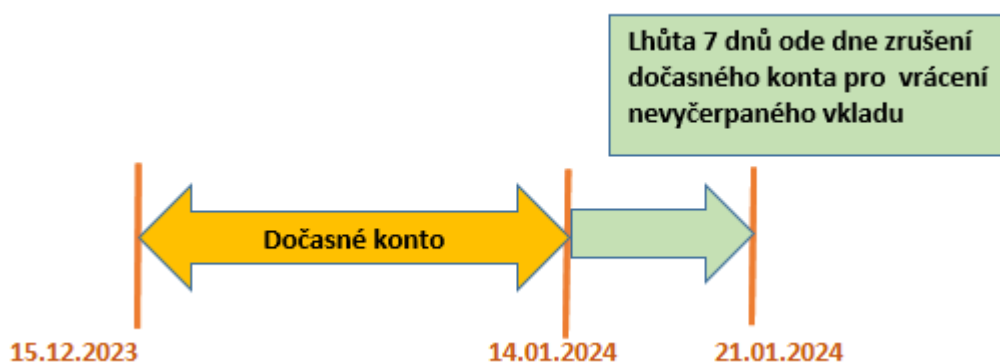 Lhůta 7 dnů ode dne zrušení
dočasného konta pro vrácení
nevyčerpaného vkladu
Dočasné konto
15.12.2023
14.01.2024
21.01.2024